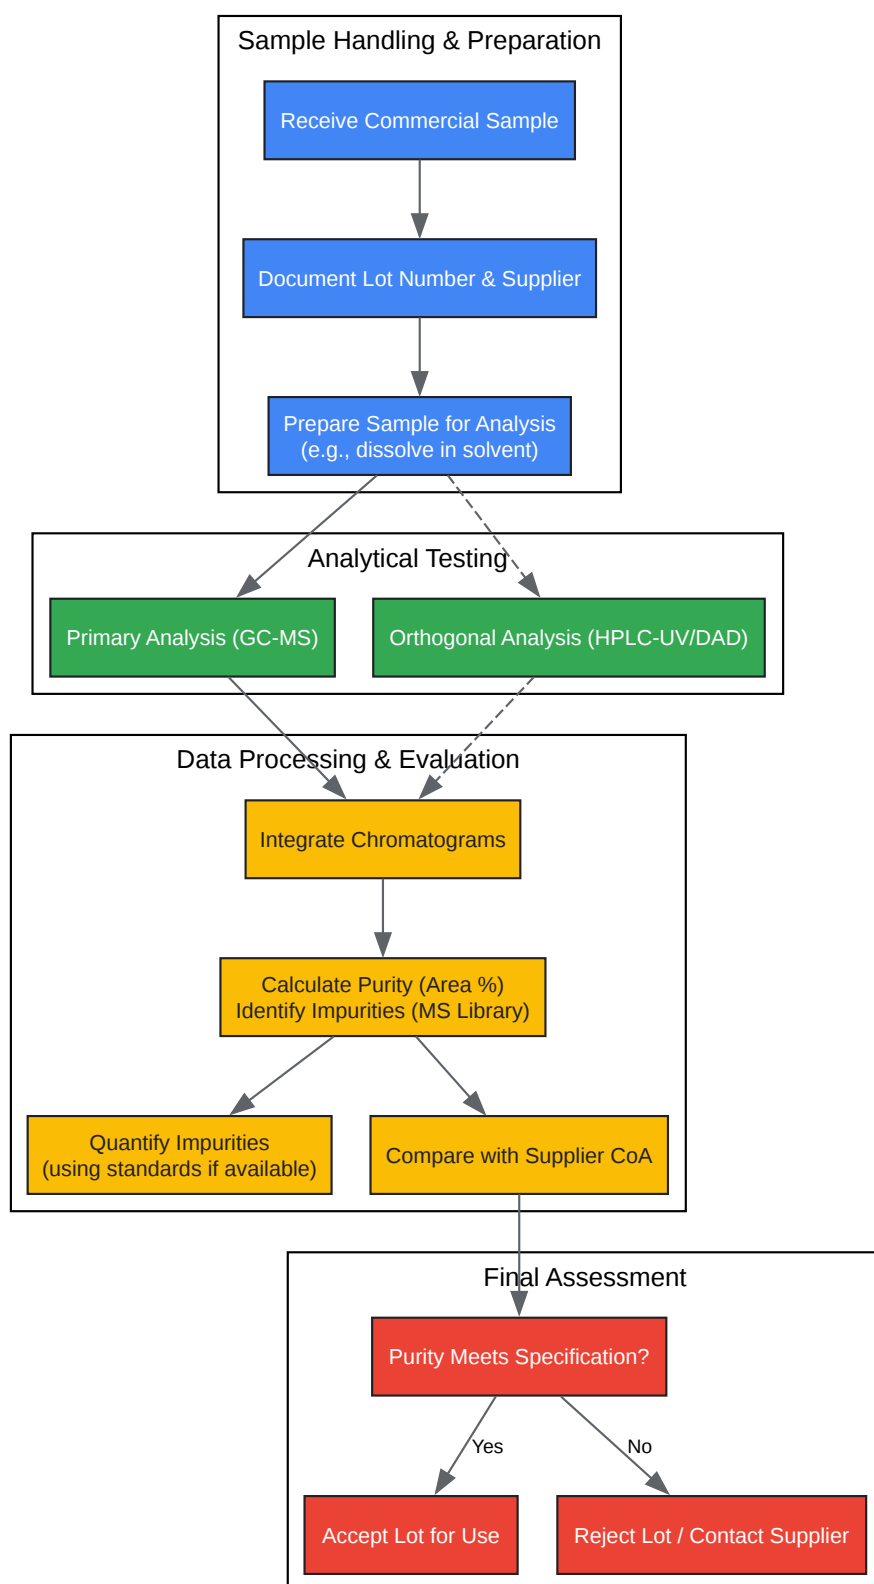 Sample Handling & Preparation
Receive Commercial Sample
Document Lot Number & Supplier
Prepare Sample for Analysis
(e.g., dissolve in solvent)
Analytical Testing
Primary Analysis (GC-MS)
Orthogonal Analysis (HPLC-UV/DAD)
Data Processing & Evaluation
Integrate Chromatograms
Calculate Purity (Area %)
Identify Impurities (MS Library)
Quantify Impurities
(using standards if available)
Compare with Supplier CoA
Final Assessment
Purity Meets Specification?
Yes
No
Accept Lot for Use
Reject Lot / Contact Supplier